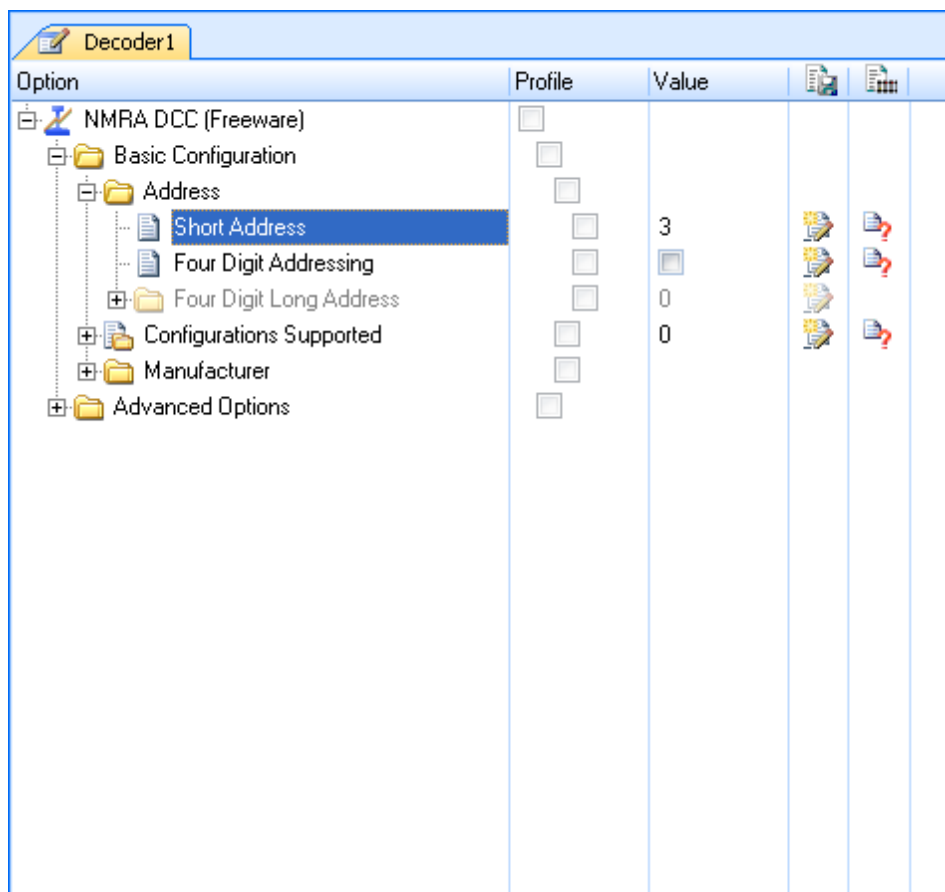 Decoder1
Option Profile Value
NMRA DCC (Freeware)
Basic Configuration
Address
Short Address 3
Four Digit Addressing
Four Digit Long Address 0
Configurations Supported 0
Manufacturer
Advanced Options